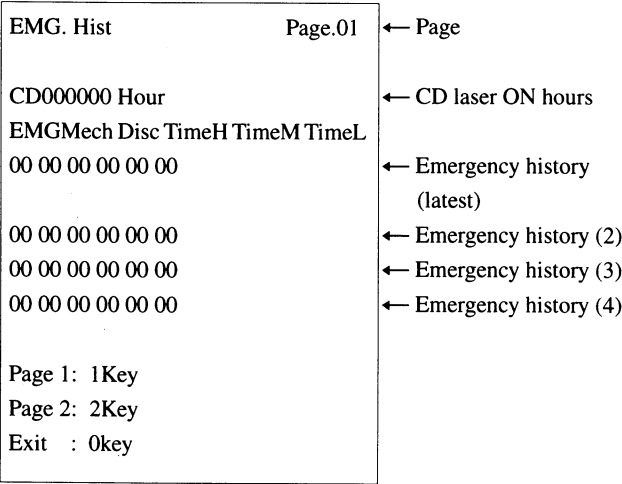 EMG. Hist Page.01 ← Page
CD000000 Hour ← CD laser ON hours
EMGMech Disc TimeH TimeM TimeL
00 00 00 00 00 00 ← Emergency history
(latest)
00 00 00 00 00 00 ← Emergency history (2)
00 00 00 00 00 00 ← Emergency history (3)
00 00 00 00 00 00 ← Emergency history (4)
Page 1: 1Key
Page 2: 2Key
Exit : 0key